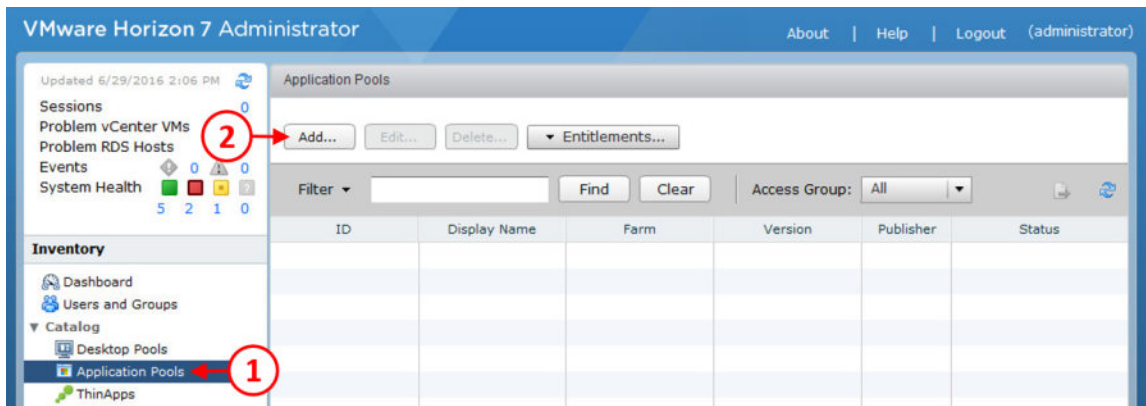 VMware Horizon 7 Administrator
About | Help | Logout (administrator)
Updated 6/29/2016 2:06 PM
Sessions 0
Problem vCenter VMs
Problem RDS Hosts
Events 0 0
System Health
5 2 1 0
Inventory
Dashboard
Users and Groups
Catalog
Desktop Pools
Application Pools
1
ThinApps
Application Pools
2
Add... Edit... Delete... Entitlements...
Filter Find Clear Access Group: All
ID Display Name Farm Version Publisher Status